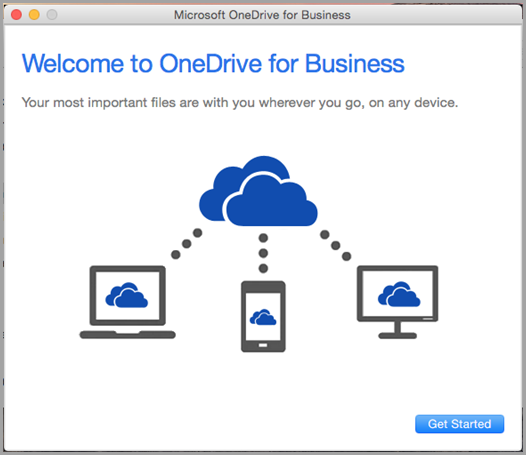 Microsoft OneDrive for Business
Welcome to OneDrive for Business
Your most important files are with you wherever you go, on any device.
Get Started